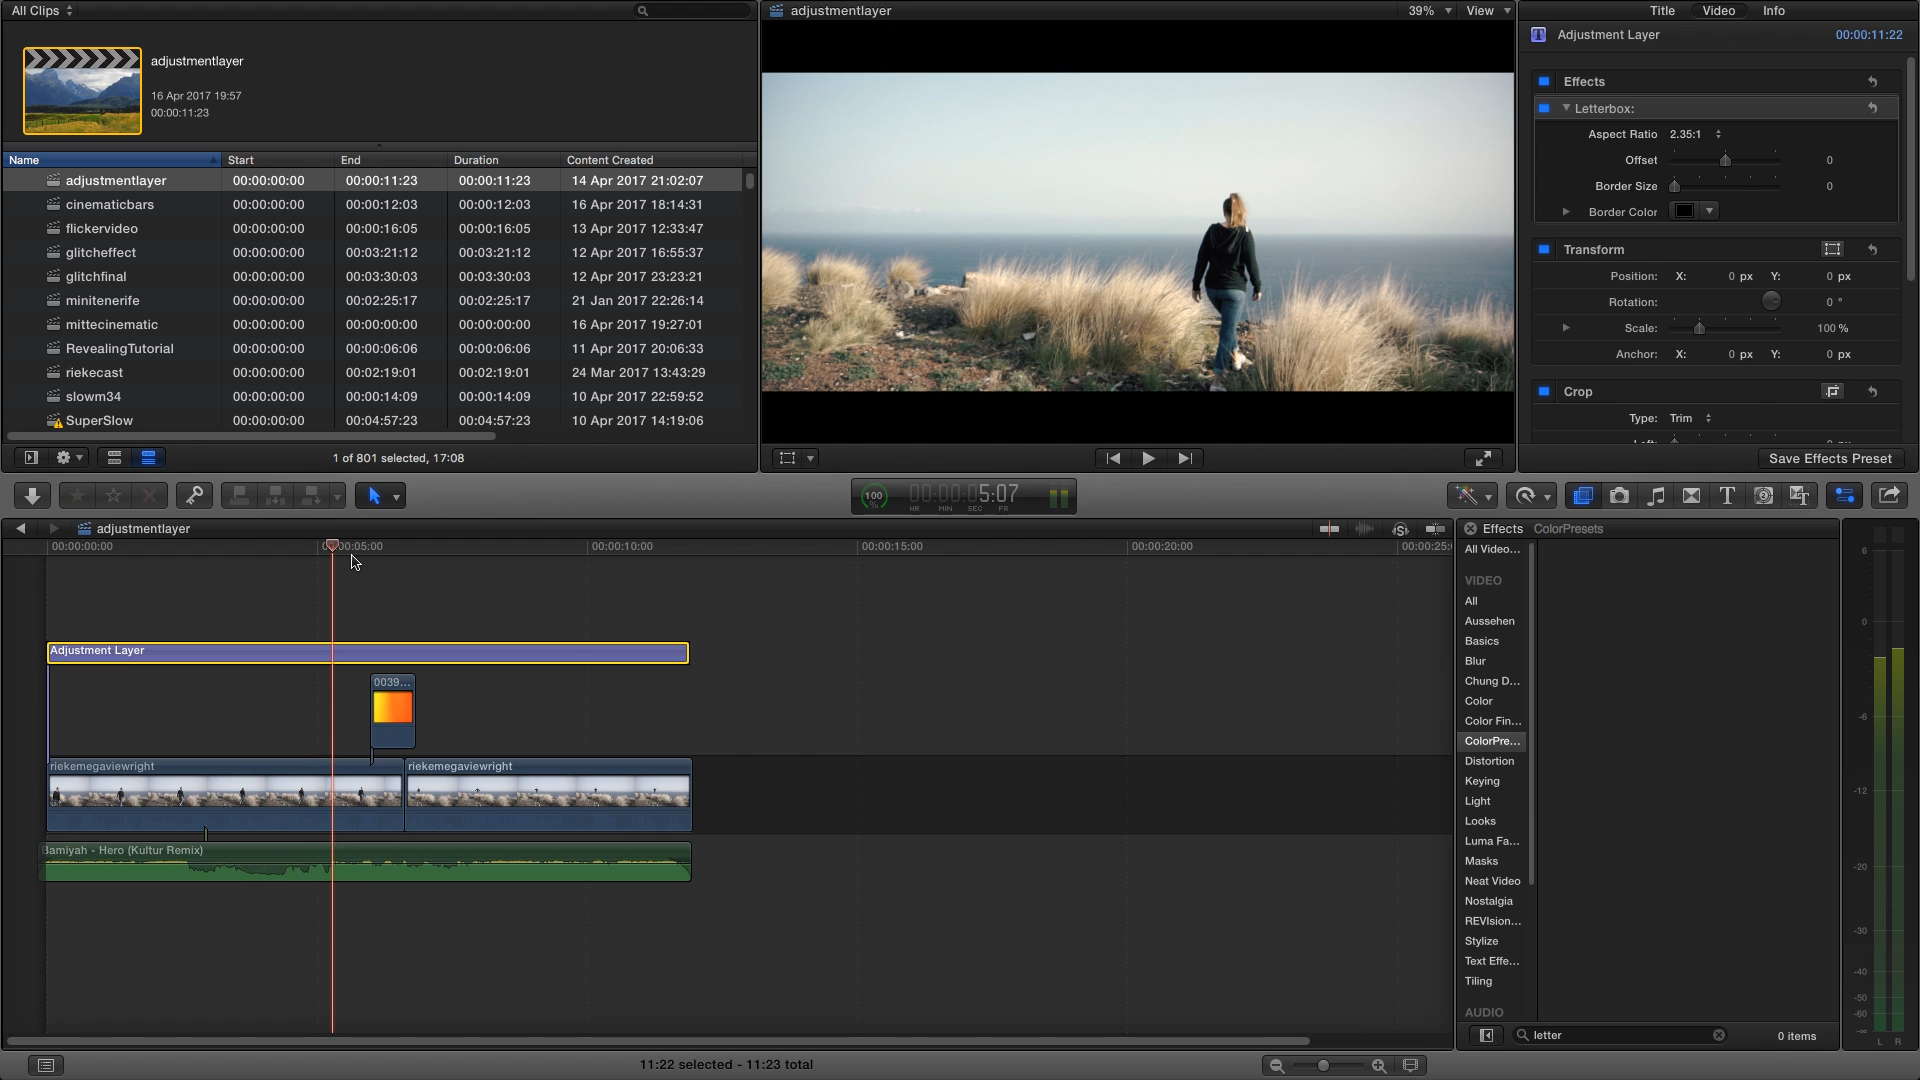 All Clips
adjustmentlayer
16 Apr 2017 19:57
00:00:11:23
Name Start End Duration Content Created
adjustmentlayer 00:00:00:00 00:00:11:23 00:00:11:23 14 Apr 2017 21:02:07
cinematicbars 00:00:00:00 00:00:12:03 00:00:12:03 16 Apr 2017 18:14:31
flickervideo 00:00:00:00 00:00:16:05 00:00:16:05 13 Apr 2017 12:33:47
glitcheffect 00:00:00:00 00:03:21:12 00:03:21:12 12 Apr 2017 16:55:37
glitchfinal 00:00:00:00 00:03:30:03 00:03:30:03 12 Apr 2017 23:23:21
minitenerife 00:00:00:00 00:02:25:17 00:02:25:17 21 Jan 2017 22:26:14
mittecinematic 00:00:00:00 00:00:00:00 00:00:00:00 16 Apr 2017 19:27:01
RevealingTutorial 00:00:00:00 00:00:06:06 00:00:06:06 11 Apr 2017 20:06:33
riekecast 00:00:00:00 00:02:19:01 00:02:19:01 24 Mar 2017 13:43:29
slowm34 00:00:00:00 00:00:14:09 00:00:14:09 10 Apr 2017 22:59:52
SuperSlow 00:00:00:00 00:04:57:23 00:04:57:23 10 Apr 2017 14:19:06
1 of 801 selected, 17:08
adjustmentlayer 39% View
Title Video Info
Adjustment Layer 00:00:11:22
Effects
Letterbox:
Aspect Ratio 2.35:1
Offset 0
Border Size 0
Border Color
Transform
Position: X: 0 px Y: 0 px
Rotation: 0 °
Scale: 100 %
Anchor: X: 0 px Y: 0 px
Crop
Type: Trim
Save Effects Preset
100 % 00:00:05:07
HR MIN SEC FR
adjustmentlayer
00:00:00:00 00:00:10:00 00:00:15:00 00:00:20:00
Adjustment Layer
0039...
riekemegaviewright riekemegaviewright
Bamiyah - Hero (Kultur Remix)
11:22 selected - 11:23 total
Effects ColorPresets
All Video...
VIDEO
All
Aussehen
Basics
Blur
Chung D...
Color
Color Fin...
ColorPre...
Distortion
Keying
Light
Looks
Luma Fa...
Masks
Neat Video
Nostalgia
REVision...
Stylize
Text Effe...
Tiling
AUDIO
letter 0 items
6
0
-6
-12
-20
-30
-40
-50
-60
-∞
L R